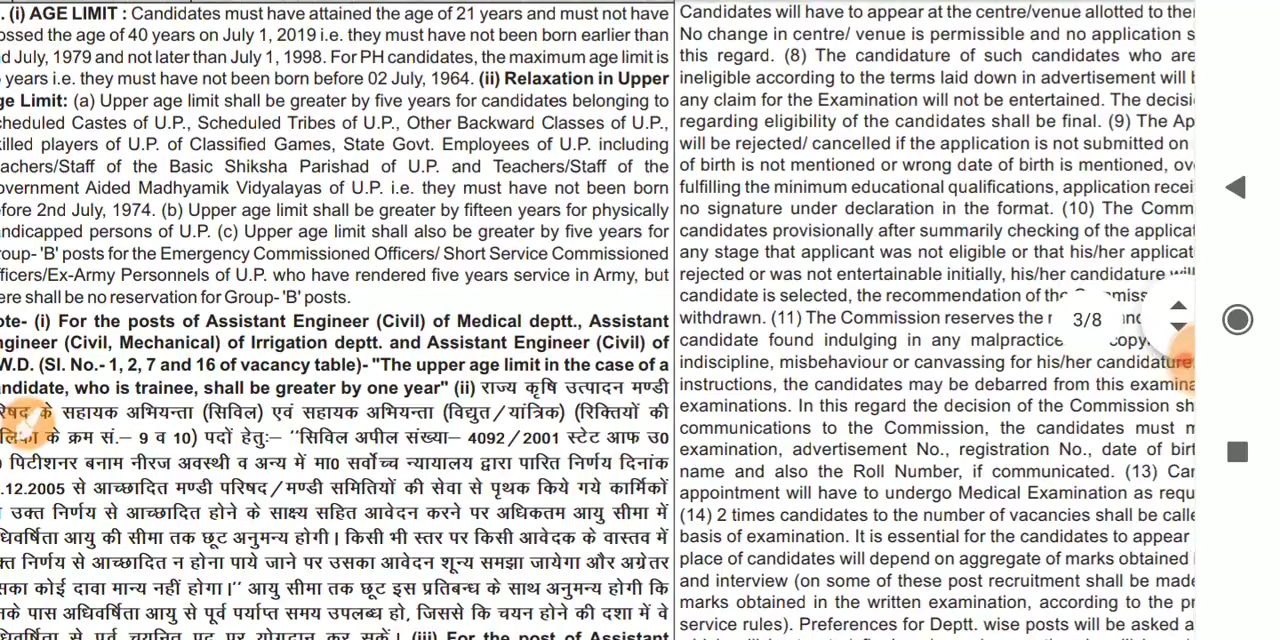 . (i) AGE LIMIT : Candidates must have attained the age of 21 years and must not have
ossed the age of 40 years on July 1, 2019 i.e. they must have not been born earlier than
d July, 1979 and not later than July 1, 1998. For PH candidates, the maximum age limit is
years i.e. they must have not been born before 02 July, 1964. (ii) Relaxation in Upper
ge Limit: (a) Upper age limit shall be greater by five years for candidates belonging to
cheduled Castes of U.P., Scheduled Tribes of U.P., Other Backward Classes of U.P.,
illed players of U.P. of Classified Games, State Govt. Employees of U.P. including
achers/Staff of the Basic Shiksha Parishad of U.P. and Teachers/Staff of the
overnment Aided Madhyamik Vidyalayas of U.P. i.e. they must have not been born
efore 2nd July, 1974. (b) Upper age limit shall be greater by fifteen years for physically
andicapped persons of U.P. (c) Upper age limit shall also be greater by five years for
roup- 'B' posts for the Emergency Commissioned Officers/ Short Service Commissioned
fficers/Ex-Army Personnels of U.P. who have rendered five years service in Army, but
ere shall be no reservation for Group- 'B' posts.
ote- (i) For the posts of Assistant Engineer (Civil) of Medical deptt., Assistant
ngineer (Civil, Mechanical) of Irrigation deptt. and Assistant Engineer (Civil) of
W.D. (Sl. No.- 1, 2, 7 and 16 of vacancy table)- "The upper age limit in the case of a
andidate, who is trainee, shall be greater by one year" (ii) राज्य कृषि उत्पादन मण्डी
रिषद के सहायक अभियन्ता (सिविल) एवं सहायक अभियन्ता (विद्युत / यांत्रिक) (रिक्तियों की
लिका के क्रम सं.– 9 व 10) पदों हेतुः– "सिविल अपील संख्या– 4092 / 2001 स्टेट आफ उ0
) पिटीशनर बनाम नीरज अवस्थी व अन्य में मा0 सर्वोच्च न्यायालय द्वारा पारित निर्णय दिनांक
.12.2005 से आच्छादित मण्डी परिषद / मण्डी समितियों की सेवा से पृथक किये गये कार्मिकों
उक्त निर्णय से आच्छादित होने के साक्ष्य सहित आवेदन करने पर अधिकतम आयु सीमा में
धिवर्षिता आयु की सीमा तक छूट अनुमन्य होगी। किसी भी स्तर पर किसी आवेदक के वास्तव में
क्त निर्णय से आच्छादित न होना पाये जाने पर उसका आवेदन शून्य समझा जायेगा और अग्रेतर
सका कोई दावा मान्य नहीं होगा।" आयु सीमा तक छूट इस प्रतिबन्ध के साथ अनुमन्य होगी कि
नके पास अधिवर्षिता आयु से पूर्व पर्याप्त समय उपलब्ध हो, जिससे कि चयन होने की दशा में वे
धिवर्षिता से पूर्व चयनित पद पर योगदान कर सकें। (iii) For the post of Assistant
Candidates will have to appear at the centre/venue allotted to the
No change in centre/ venue is permissible and no application s
this regard. (8) The candidature of such candidates who are
ineligible according to the terms laid down in advertisement will b
any claim for the Examination will not be entertained. The decisi
regarding eligibility of the candidates shall be final. (9) The Ap
will be rejected/ cancelled if the application is not submitted on
of birth is not mentioned or wrong date of birth is mentioned, ov
fulfilling the minimum educational qualifications, application recei
no signature under declaration in the format. (10) The Comm
candidates provisionally after summarily checking of the applicat
any stage that applicant was not eligible or that his/her applicat
rejected or was not entertainable initially, his/her candidature will
candidate is selected, the recommendation of the Commiss
withdrawn. (11) The Commission reserves the
candidate found indulging in any malpractice copy
indiscipline, misbehaviour or canvassing for his/her candidature
instructions, the candidates may be debarred from this examina
examinations. In this regard the decision of the Commission sh
communications to the Commission, the candidates must m
examination, advertisement No., registration No., date of birt
name and also the Roll Number, if communicated. (13) Can
appointment will have to undergo Medical Examination as requ
(14) 2 times candidates to the number of vacancies shall be calle
basis of examination. It is essential for the candidates to appear
place of candidates will depend on aggregate of marks obtained
and interview (on some of these post recruitment shall be made
marks obtained in the written examination, according to the pr
service rules). Preferences for Deptt. wise posts will be asked a
3/8